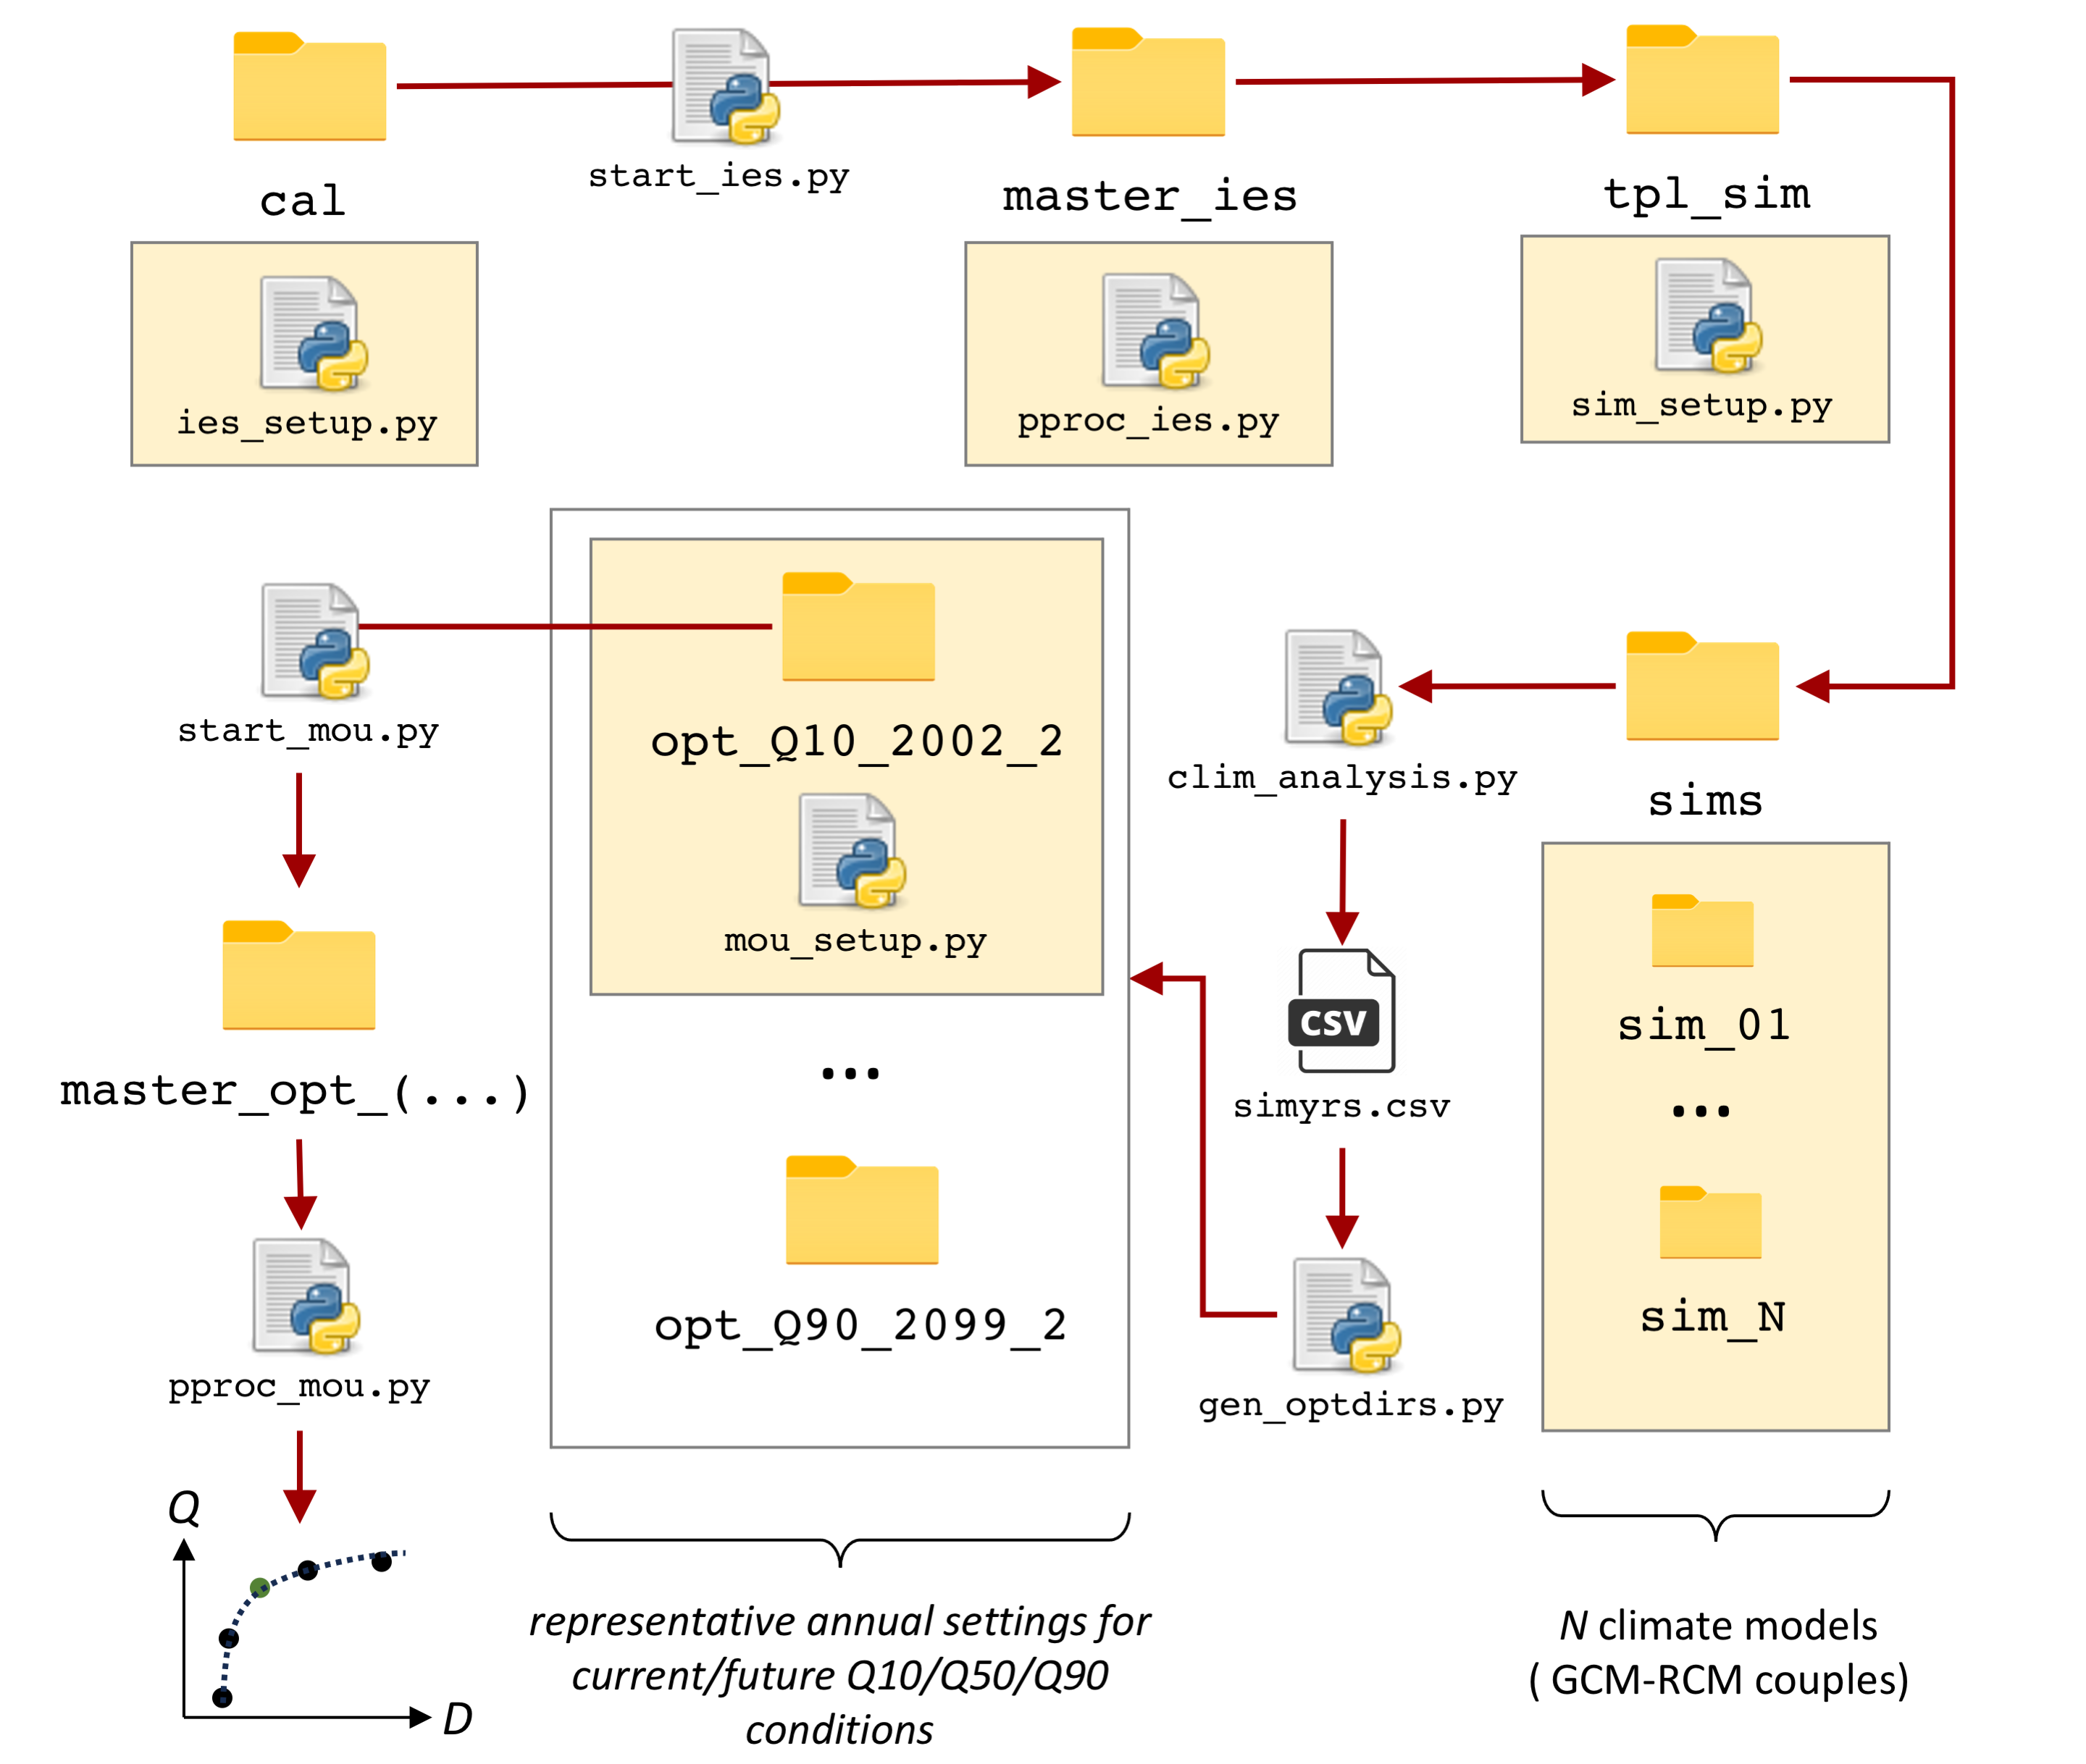 start_ies.py
cal
master_ies
tpl_sim
ies_setup.py
pproc_ies.py
sim_setup.py
start_mou.py
opt_Q10_2002_2
clim_analysis.py
sims
mou_setup.py
CSV
sim_01
...
master_opt_(...)
simyrs.csv
...
opt_Q90_2099_2
sim_N
pproc_mou.py
gen_optdirs.py
Q
D
representative annual settings for
current/future Q10/Q50/Q90
conditions
N climate models
( GCM-RCM couples)